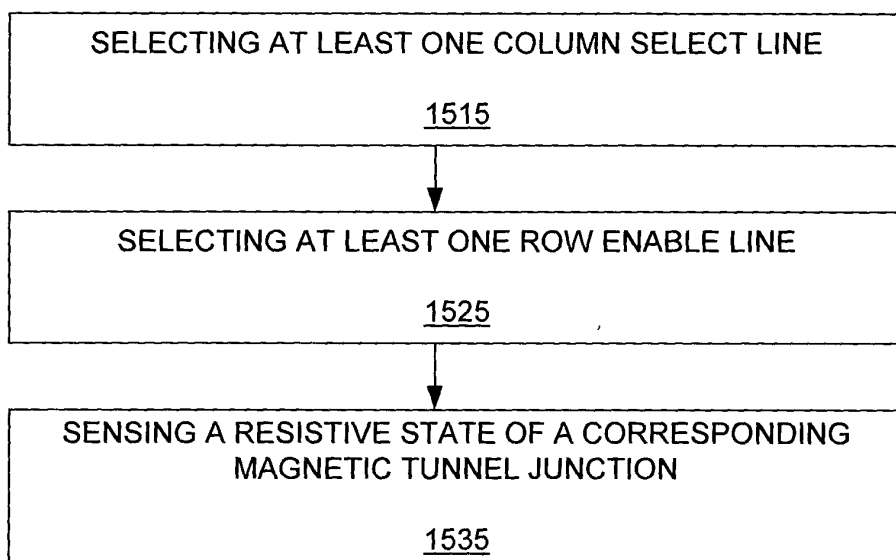 SELECTING AT LEAST ONE COLUMN SELECT LINE
1515
SELECTING AT LEAST ONE ROW ENABLE LINE
1525
SENSING A RESISTIVE STATE OF A CORRESPONDING
MAGNETIC TUNNEL JUNCTION
1535